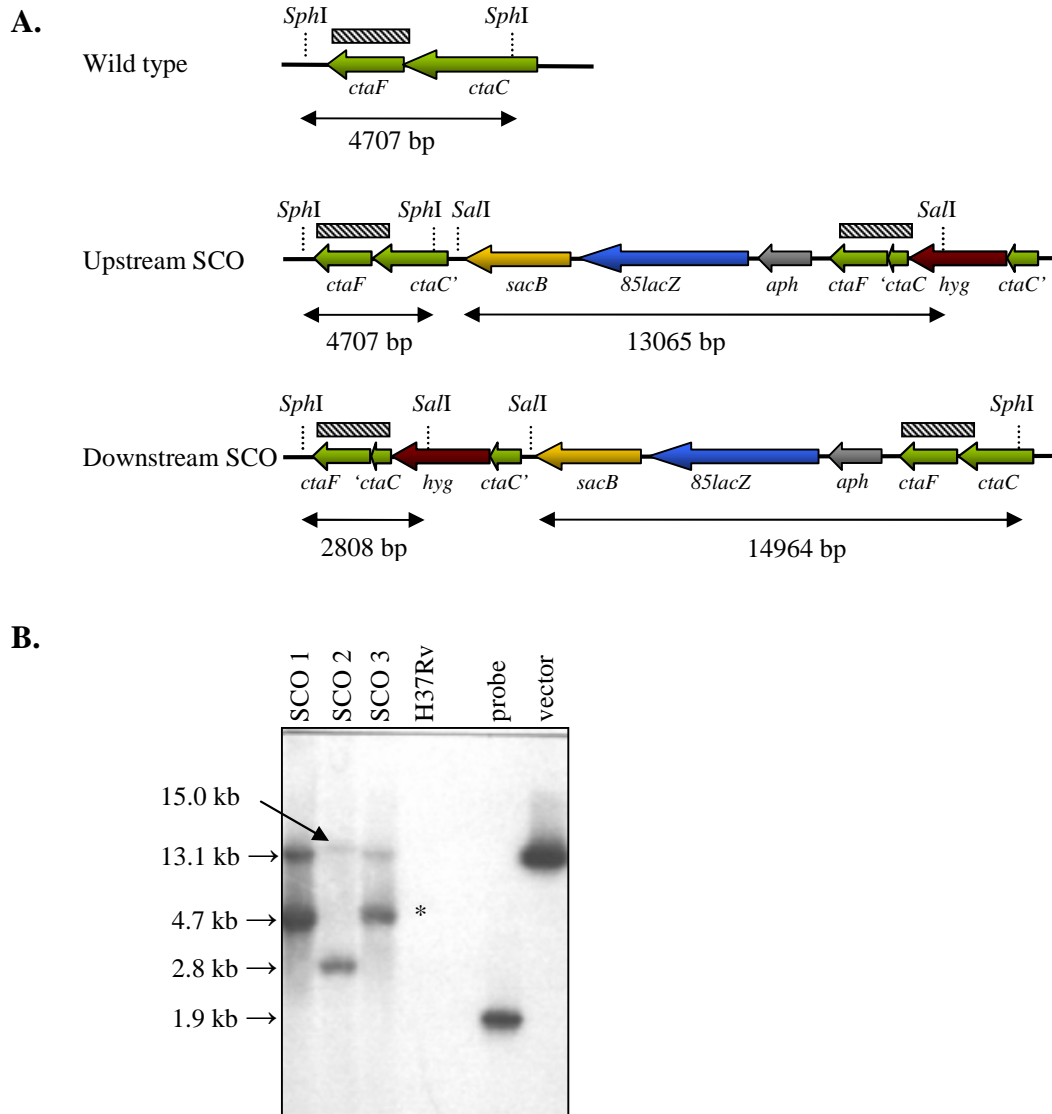 A.
SphI SphI
Wild type
ctaF ctaC
4707 bp
SphI SphI SalI SalI
Upstream SCO
ctaF ctaC’ sacB 85lacZ aph ctaF ‘ctaC hyg ctaC’
4707 bp 13065 bp
SphI SalI SalI SphI
Downstream SCO
ctaF ‘ctaC hyg ctaC’ sacB 85lacZ aph ctaF ctaC
2808 bp 14964 bp
B.
SCO 1
SCO 2
SCO 3
H37Rv
probe
vector
15.0 kb
13.1 kb →
4.7 kb →
*
2.8 kb →
1.9 kb →